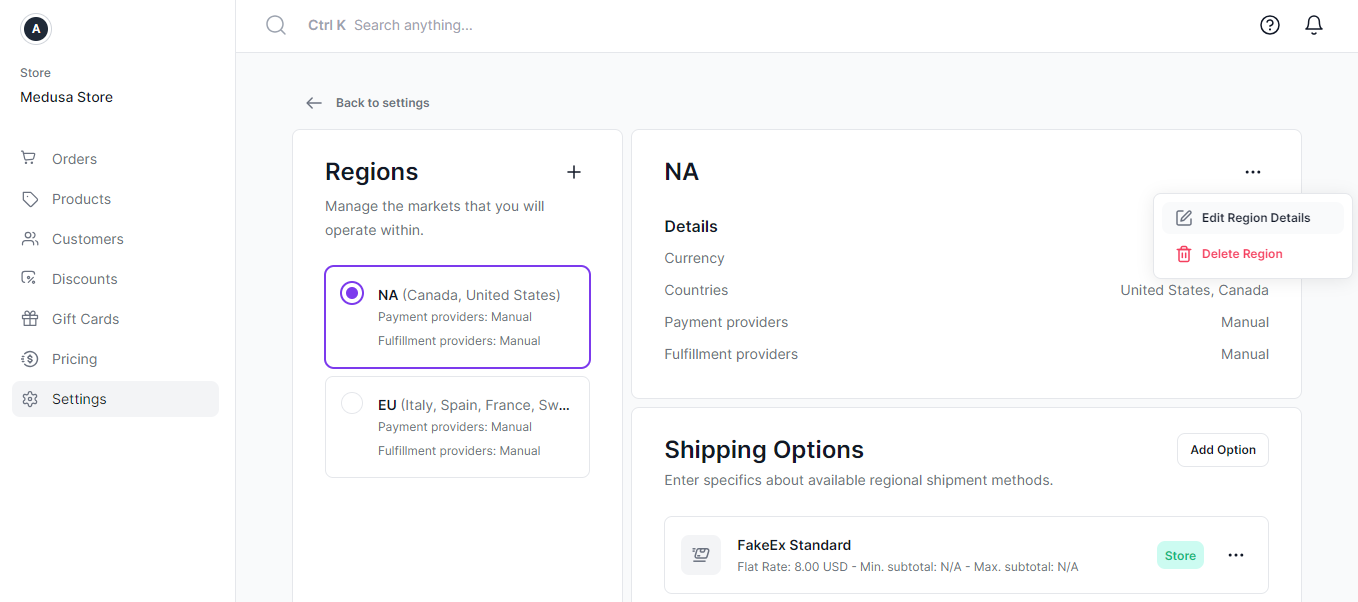 A
Store
Medusa Store
Orders
Products
Customers
Discounts
Gift Cards
Pricing
Settings
Ctrl K Search anything...
Back to settings
Regions
Manage the markets that you will
operate within.
NA (Canada, United States)
Payment providers: Manual
Fulfillment providers: Manual
EU (Italy, Spain, France, Sw...
Payment providers: Manual
Fulfillment providers: Manual
NA
Edit Region Details
Delete Region
Details
Currency
Countries United States, Canada
Payment providers Manual
Fulfillment providers Manual
Shipping Options
Add Option
Enter specifics about available regional shipment methods.
FakeEx Standard
Flat Rate: 8.00 USD - Min. subtotal: N/A - Max. subtotal: N/A
Store